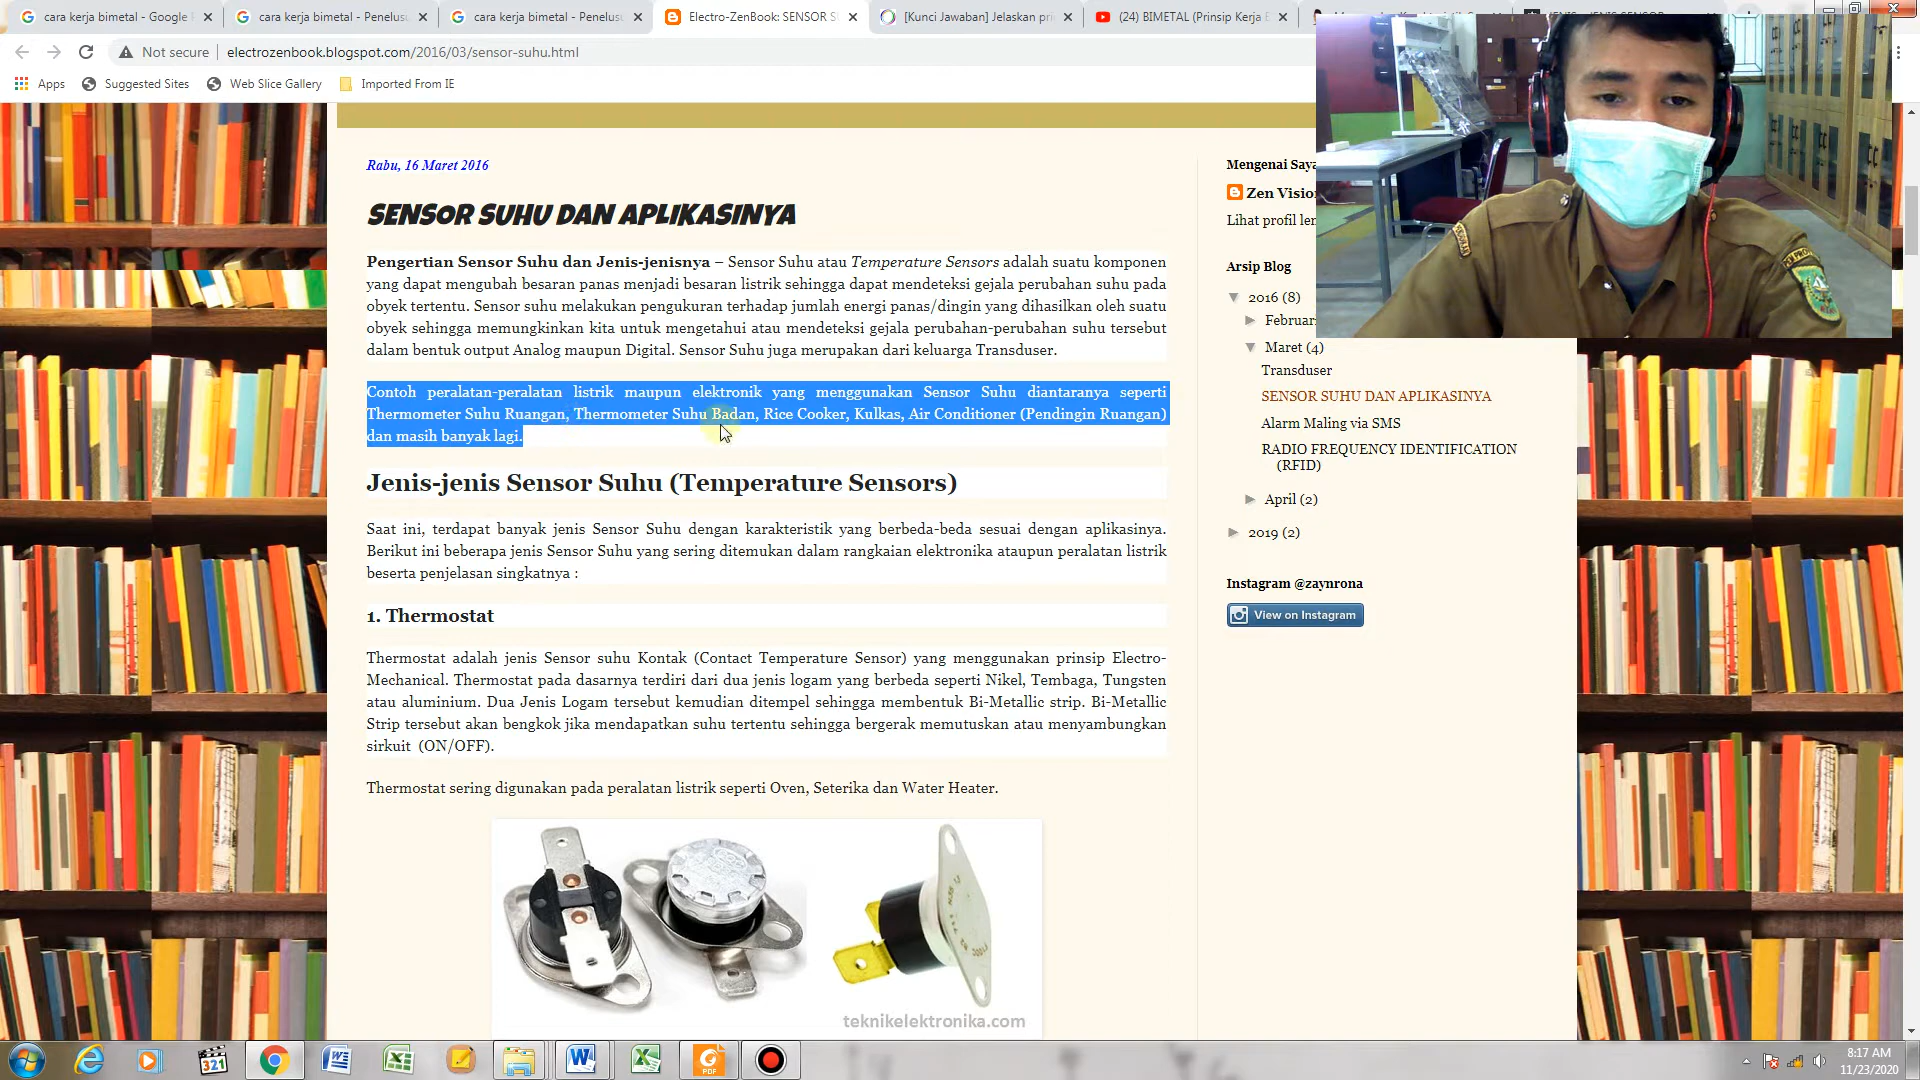 cara kerja bimetal - Google
cara kerja bimetal - Penelus
cara kerja bimetal - Penelus
Electro-ZenBook: SENSOR S
[Kunci Jawaban] Jelaskan pri
(24) BIMETAL (Prinsip Kerja
Not secure
electrozenbook.blogspot.com/2016/03/sensor-suhu.html
Apps
Suggested Sites
Web Slice Gallery
Imported From IE
Rabu, 16 Maret 2016
SENSOR SUHU DAN APLIKASINYA
Pengertian Sensor Suhu dan Jenis-jenisnya – Sensor Suhu atau Temperature Sensors adalah suatu komponen
yang dapat mengubah besaran panas menjadi besaran listrik sehingga dapat mendeteksi gejala perubahan suhu pada
obyek tertentu. Sensor suhu melakukan pengukuran terhadap jumlah energi panas/dingin yang dihasilkan oleh suatu
obyek sehingga memungkinkan kita untuk mengetahui atau mendeteksi gejala perubahan-perubahan suhu tersebut
dalam bentuk output Analog maupun Digital. Sensor Suhu juga merupakan dari keluarga Transduser.
Contoh peralatan-peralatan listrik maupun elektronik yang menggunakan Sensor Suhu diantaranya seperti
Thermometer Suhu Ruangan, Thermometer Suhu Badan, Rice Cooker, Kulkas, Air Conditioner (Pendingin Ruangan)
dan masih banyak lagi.
Jenis-jenis Sensor Suhu (Temperature Sensors)
Saat ini, terdapat banyak jenis Sensor Suhu dengan karakteristik yang berbeda-beda sesuai dengan aplikasinya.
Berikut ini beberapa jenis Sensor Suhu yang sering ditemukan dalam rangkaian elektronika ataupun peralatan listrik
beserta penjelasan singkatnya :
1. Thermostat
Thermostat adalah jenis Sensor suhu Kontak (Contact Temperature Sensor) yang menggunakan prinsip Electro-
Mechanical. Thermostat pada dasarnya terdiri dari dua jenis logam yang berbeda seperti Nikel, Tembaga, Tungsten
atau aluminium. Dua Jenis Logam tersebut kemudian ditempel sehingga membentuk Bi-Metallic strip. Bi-Metallic
Strip tersebut akan bengkok jika mendapatkan suhu tertentu sehingga bergerak memutuskan atau menyambungkan
sirkuit (ON/OFF).
Thermostat sering digunakan pada peralatan listrik seperti Oven, Seterika dan Water Heater.
teknikelektronika.com
Mengenai Saya
Zen Vision
Lihat profil len
Arsip Blog
2016 (8)
Februari
Maret (4)
Transduser
SENSOR SUHU DAN APLIKASINYA
Alarm Maling via SMS
RADIO FREQUENCY IDENTIFICATION
(RFID)
April (2)
2019 (2)
Instagram @zaynrona
View on Instagram
321
PDF
8:17 AM
11/23/2020